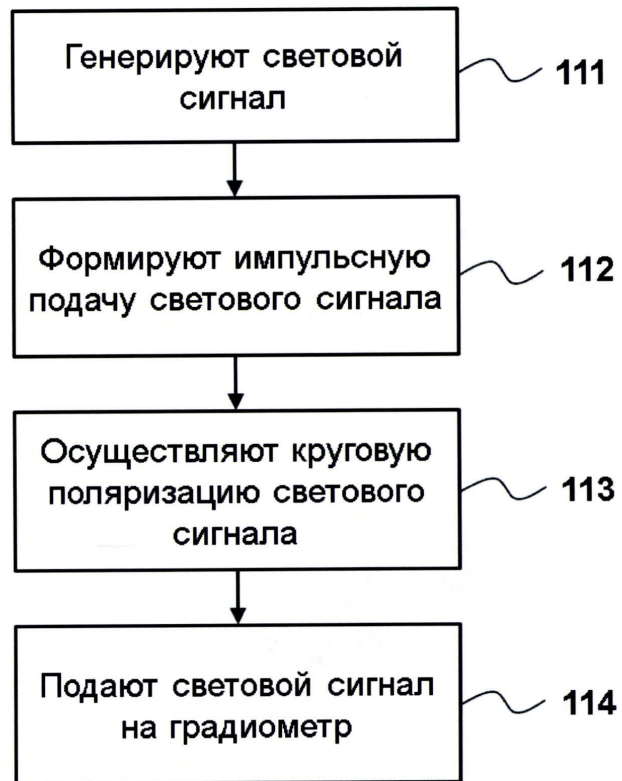 Генерируют световой
сигнал
111
Формируют импульсную
подачу светового сигнала
112
Осуществляют круговую
поляризацию светового
сигнала
113
Подают световой сигнал
на градиометр
114